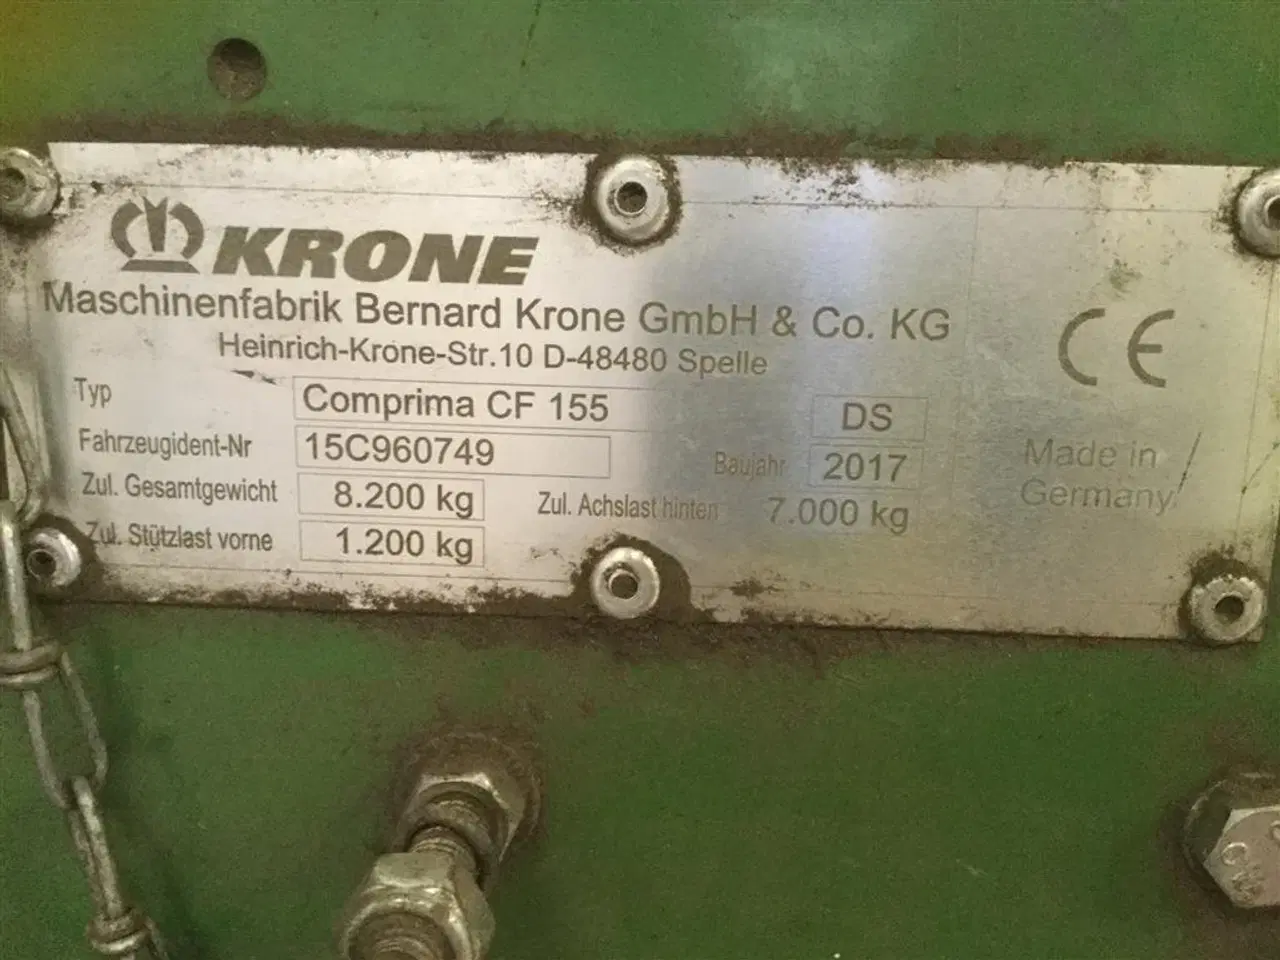 KRONE
Maschinenfabrik Bernard Krone GmbH & Co. KG
Heinrich-Krone-Str.10 D-48480 Spelle
CE
Typ Comprima CF 155 DS
Fahrzeugident-Nr 15C960749 Baujahr 2017
Zul. Gesamtgewicht 8.200 kg Zul. Achslast hinten 7.000 kg
Zul. Stützlast vorne 1.200 kg
Made in
Germany